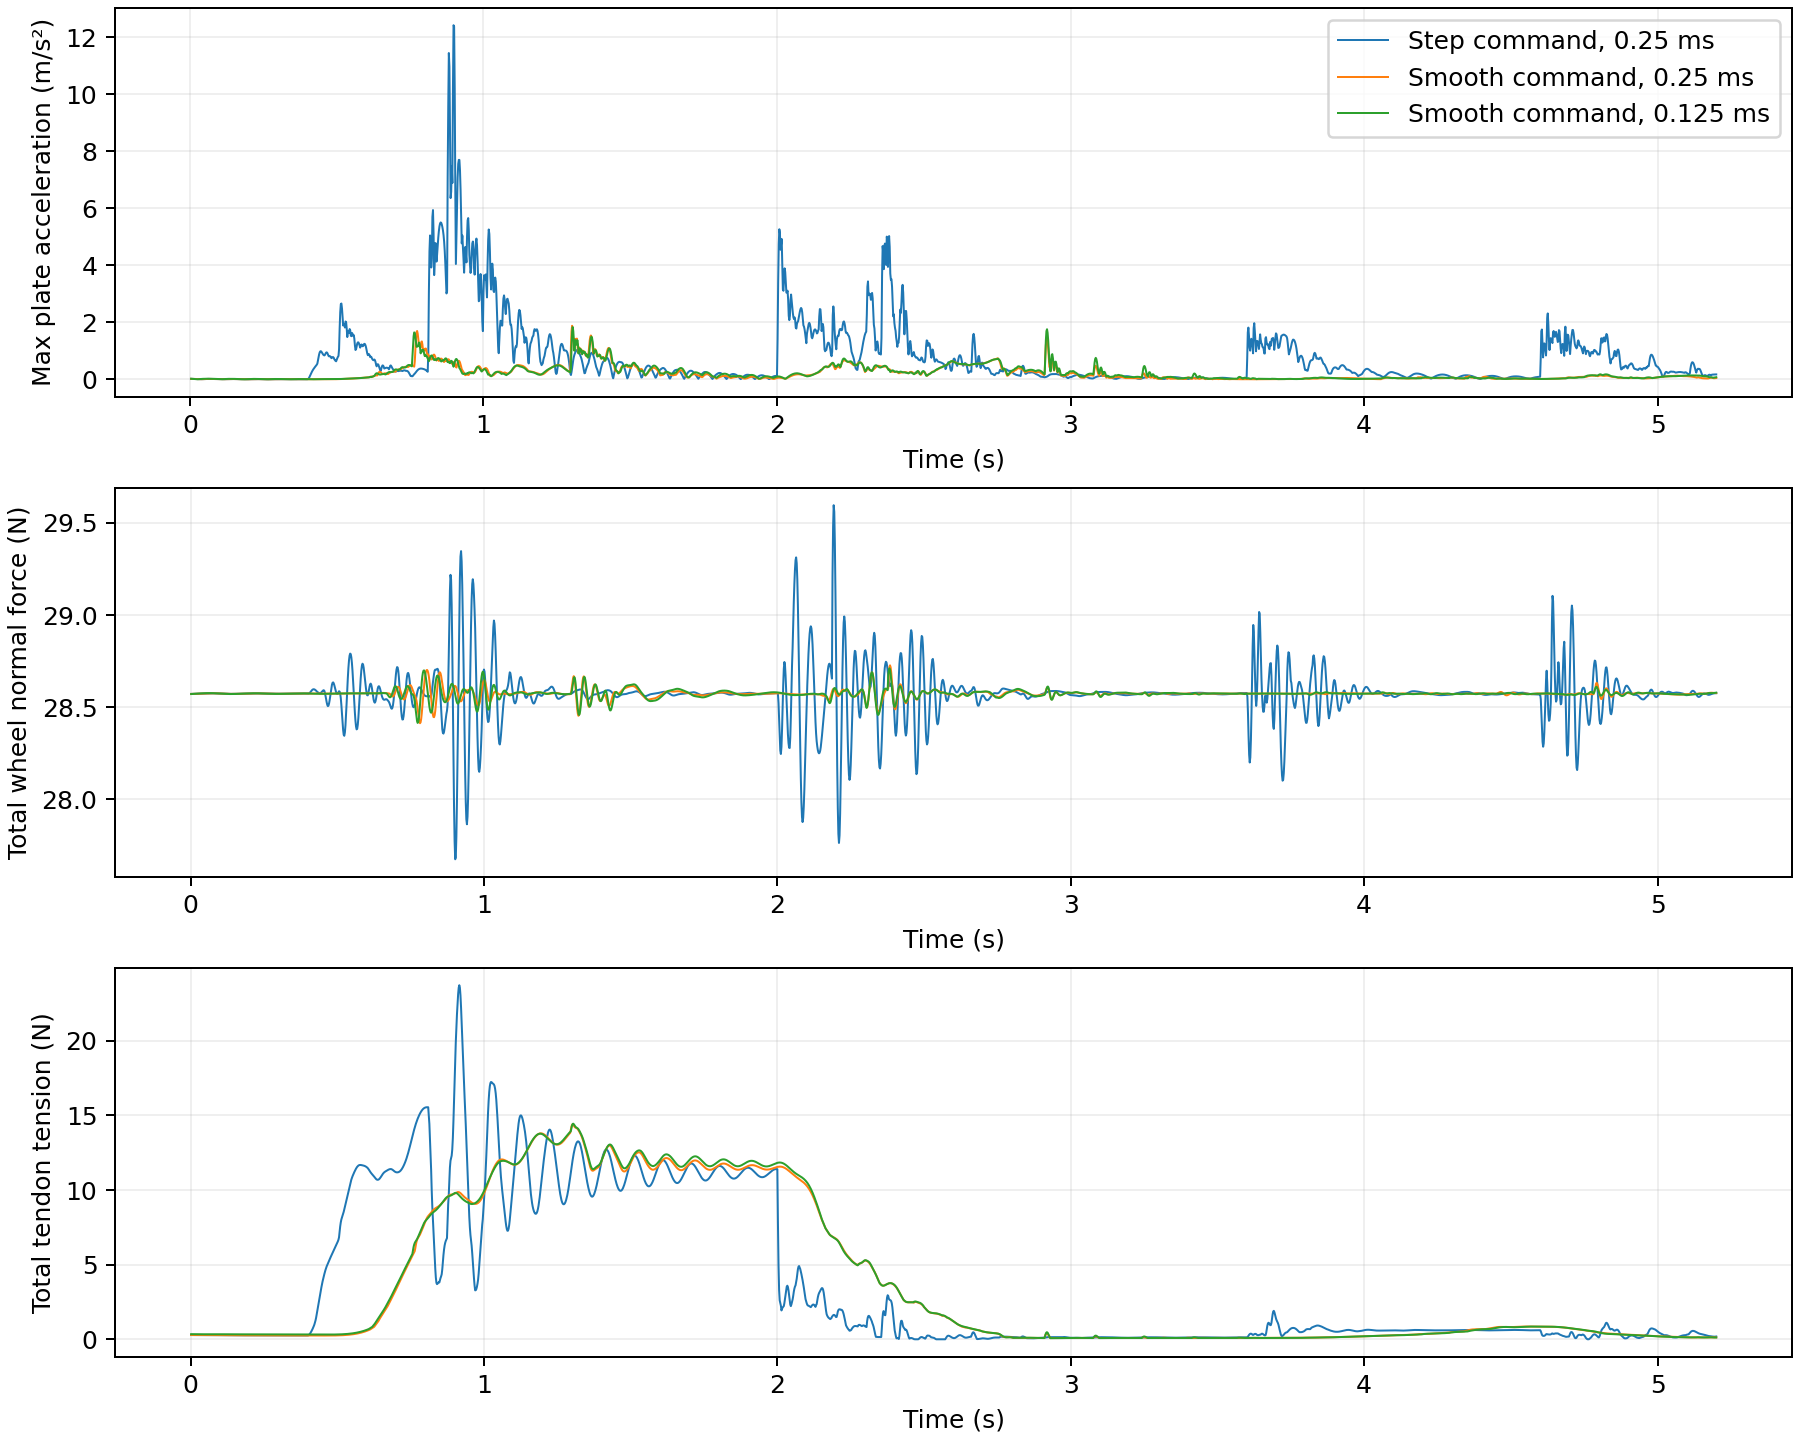 Max plate acceleration (m/s²)
12
10
8
6
4
2
0
Step command, 0.25 ms
Smooth command, 0.25 ms
Smooth command, 0.125 ms
0 1 2 3 4 5
Time (s)
Total wheel normal force (N)
29.5
29.0
28.5
28.0
0 1 2 3 4 5
Time (s)
Total tendon tension (N)
20
15
10
5
0
0 1 2 3 4 5
Time (s)